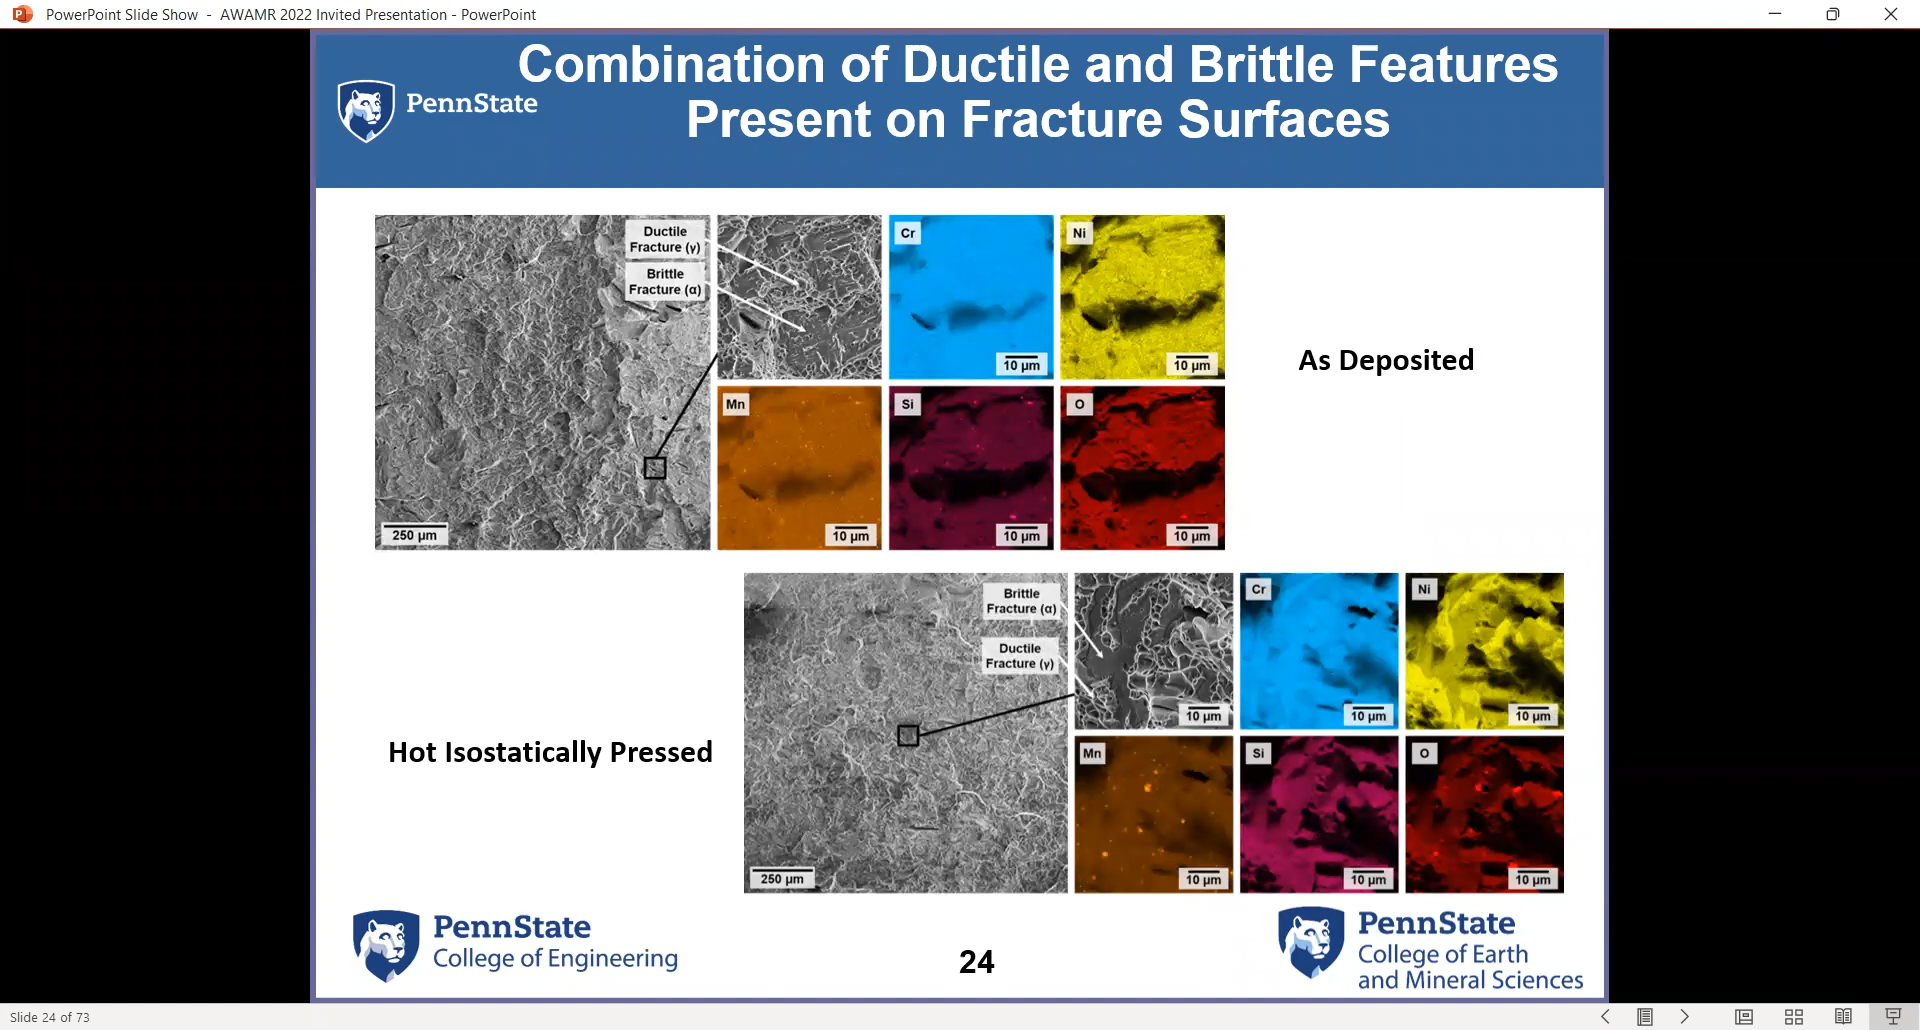 PowerPoint Slide Show - AWAMR 2022 Invited Presentation - PowerPoint
Combination of Ductile and Brittle Features
Present on Fracture Surfaces
PennState
Ductile
Fracture (γ)
Brittle
Fracture (α)
250 µm
Cr
10 µm
Ni
10 µm
Mn
10 µm
Si
10 µm
O
10 µm
As Deposited
Hot Isostatically Pressed
Brittle
Fracture (α)
Ductile
Fracture (γ)
250 µm
10 µm
Cr
10 µm
Ni
10 µm
Mn
10 µm
Si
10 µm
O
10 µm
PennState
College of Engineering
24
PennState
College of Earth
and Mineral Sciences
Slide 24 of 73